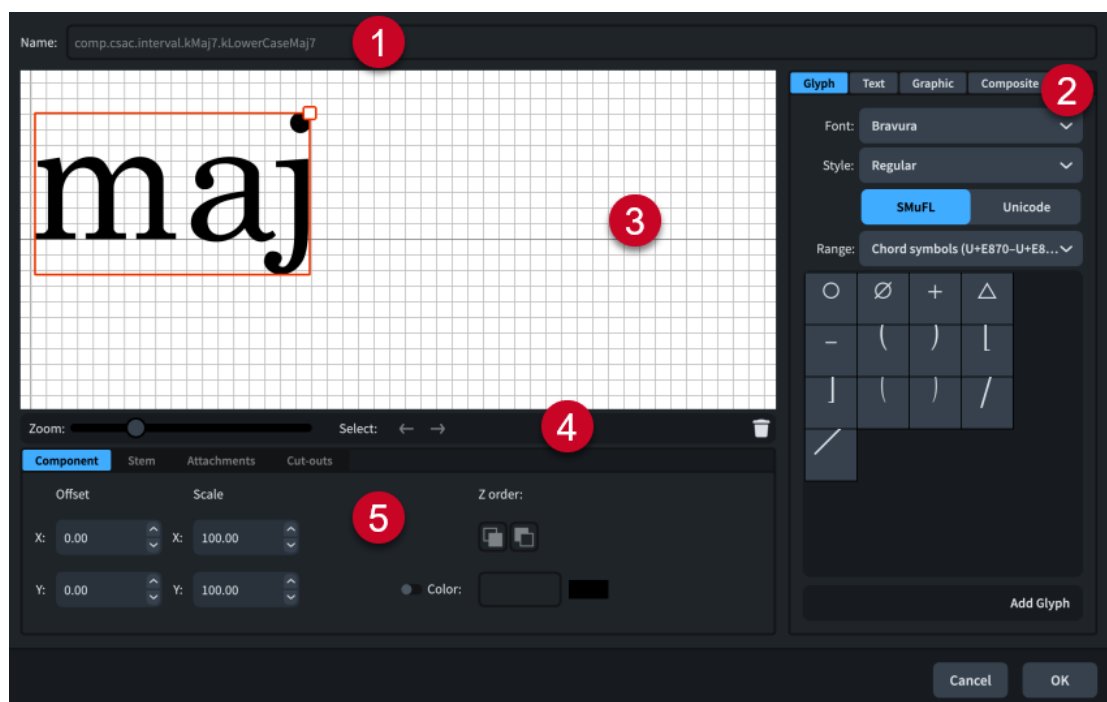 Name: comp.csac.interval.kMaj7.kLowerCaseMaj7
1
Glyph Text Graphic Composite
2
Font: Bravura
Style: Regular
SMuFL Unicode
Range: Chord symbols (U+E870–U+E8...
maj
3
Zoom: Select:
4
Component Stem Attachments Cut-outs
Offset Scale Z order:
5
X: 0.00 X: 100.00
Y: 0.00 Y: 100.00 Color:
Add Glyph
Cancel OK